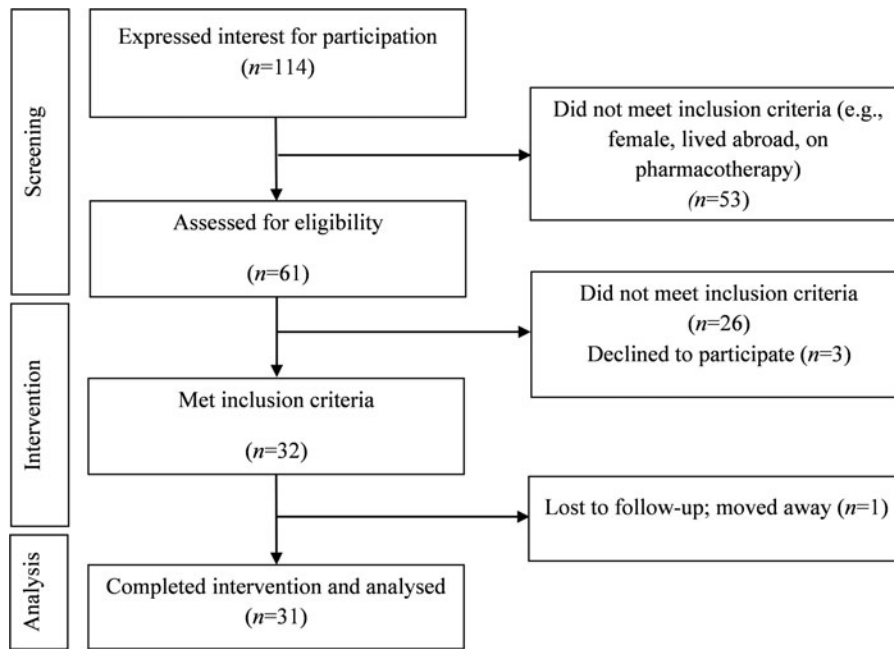 Screening
Expressed interest for participation
(n=114)
Did not meet inclusion criteria (e.g.,
female, lived abroad, on
pharmacotherapy)
(n=53)
Assessed for eligibility
(n=61)
Intervention
Did not meet inclusion criteria
(n=26)
Declined to participate (n=3)
Met inclusion criteria
(n=32)
Lost to follow-up; moved away (n=1)
Analysis
Completed intervention and analysed
(n=31)